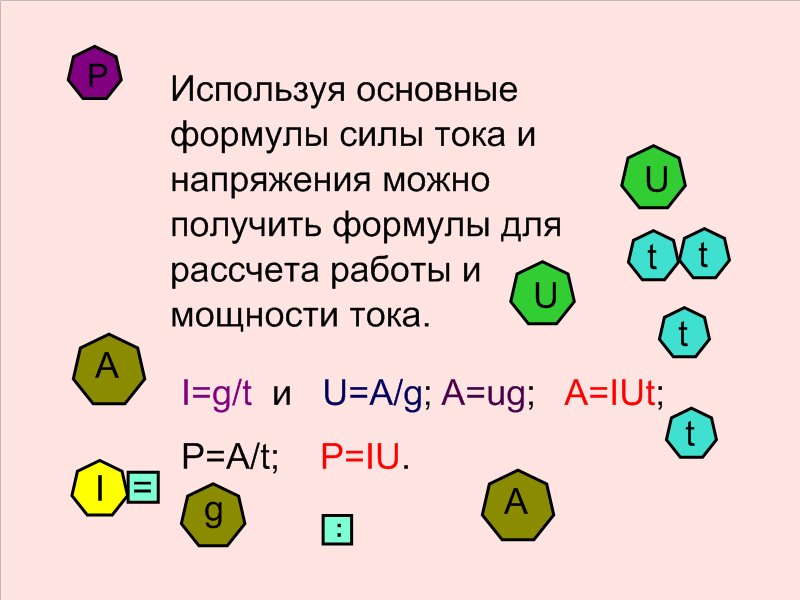 P
Используя основные
формулы силы тока и
напряжения можно
получить формулы для
рассчета работы и
мощности тока.
U
t t
U
t
A
I=g/t и U=A/g; A=ug; A=IUt;
t
P=A/t; P=IU.
I =
g
:
A